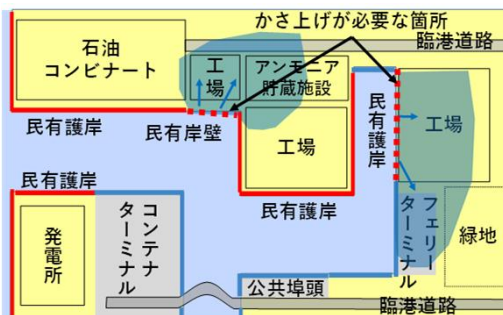 かさ上げが必要な箇所
臨港道路
石油
コンビナート
工場
アンモニア
貯蔵施設
民有護岸
工場
民有岸壁
工場
民有護岸
民有護岸
発電所
コンテナ
ターミナル
フェリー
ターミナル
緑地
公共埠頭
臨港道路